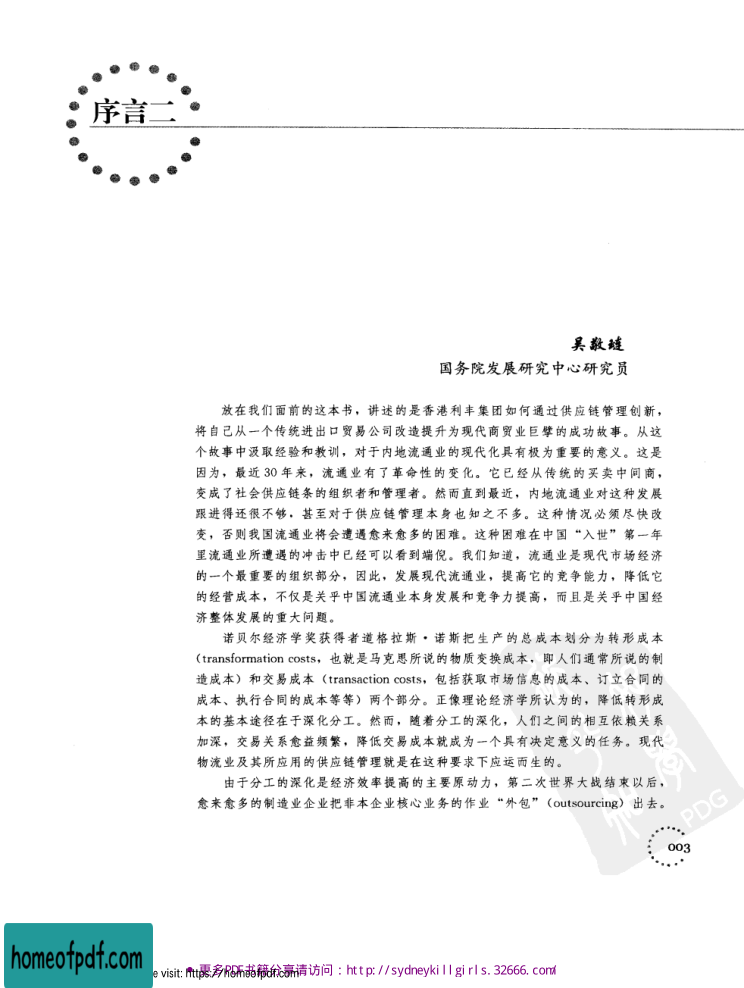 序言二
吴敬琏
国务院发展研究中心研究员
放在我们面前的这本书，讲述的是香港利丰集团如何通过供应链管理创新，
将自己从一个传统进出口贸易公司改造提升为现代商贸业巨擘的成功故事。从这
个故事中汲取经验和教训，对于内地流通业的现代化具有极为重要的意义。这是
因为，最近 30 年来，流通业有了革命性的变化。它已经从传统的买卖中间商，
变成了社会供应链条的组织者和管理者。然而直到最近，内地流通业对这种发展
跟进得还很不够，甚至对于供应链管理本身也知之不多。这种情况必须尽快改
变，否则我国流通业将会遭遇愈来愈多的困难。这种困难在中国“入世”第一年
里流通业所遭遇的冲击中已经可以看到端倪。我们知道，流通业是现代市场经济
的一个最重要的组织部分，因此，发展现代流通业，提高它的竞争能力，降低它
的经营成本，不仅是关乎中国流通业本身发展和竞争力提高，而且是关乎中国经
济整体发展的重大问题。
诺贝尔经济学奖获得者道格拉斯·诺斯把生产的总成本划分为转形成本
(transformation costs，也就是马克思所说的物质变换成本，即人们通常所说的制
造成本）和交易成本（transaction costs，包括获取市场信息的成本、订立合同的
成本、执行合同的成本等等）两个部分。正像理论经济学所认为的，降低转形成
本的基本途径在于深化分工。然而，随着分工的深化，人们之间的相互依赖关系
加深，交易关系愈益频繁，降低交易成本就成为一个具有决定意义的任务。现代
物流业及其所应用的供应链管理就是在这种要求下应运而生的。
由于分工的深化是经济效率提高的主要原动力，第二次世界大战结束以后，
愈来愈多的制造业企业把非本企业核心业务的作业“外包”（outsourcing）出去。
PDG
003
homeofpdf.com
e visit: https://homeofpdf.com
更多PDF书籍分享请访问：http://sydneykillgirls.32666.com/